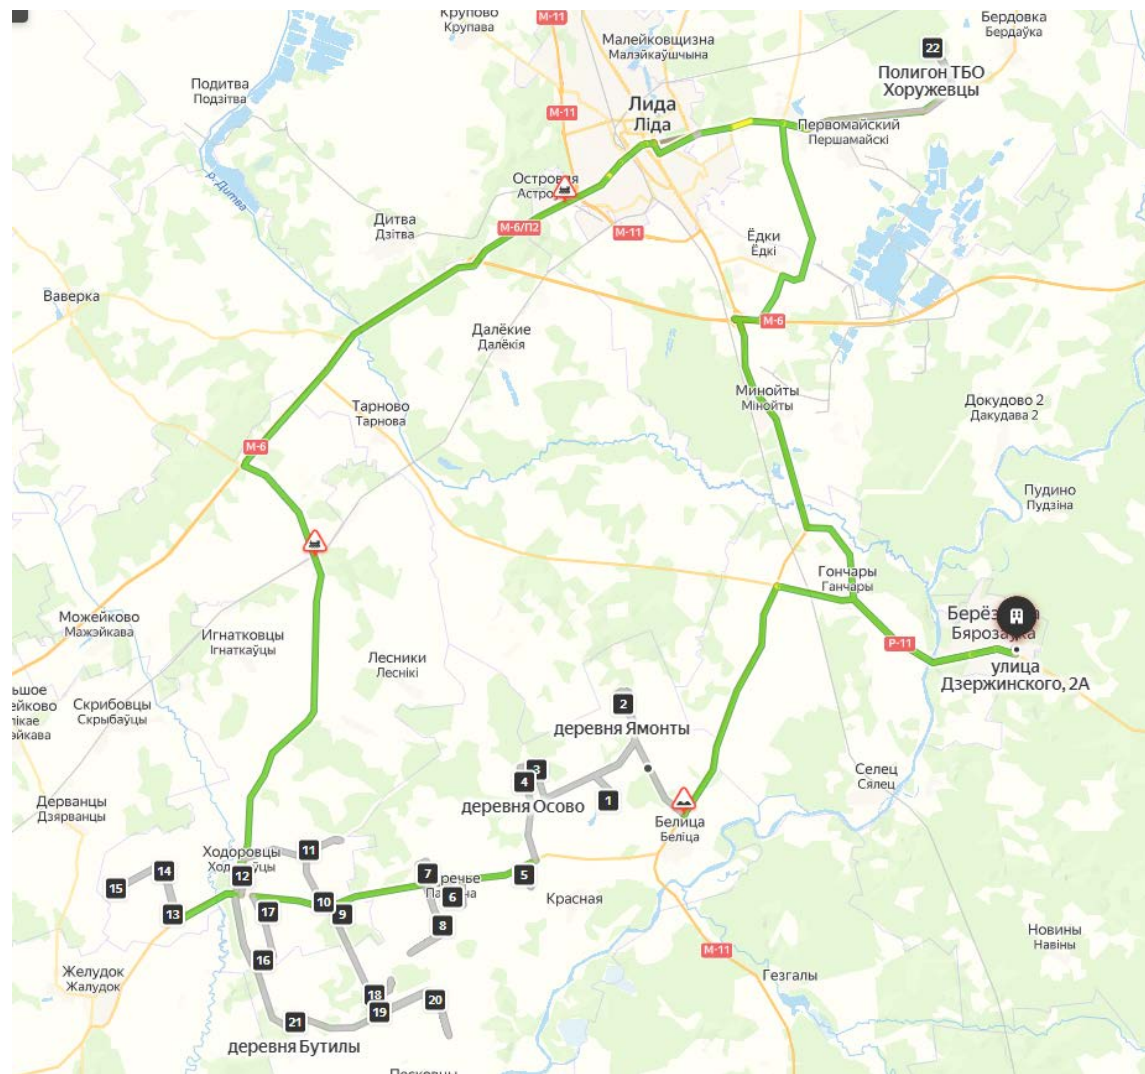 Крупово
Крупава
М-11
Малейковщизна
Малэйкаўшчына
Бердовка
Бердаўка
22
Полигон ТБО
Хоружевцы
Подитва
Подзітва
М-11
Лида
Ліда
Первомайский
Першамайскі
р. Дитва
Островля
Дитва
Дзітва
М-6/П2
М-11
Ёдки
Ёдкі
Ваверка
М-6
Далёкие
Далёкія
Минойты
Мінойты
Тарново
Тарнова
Докудово 2
Дакудава 2
М-6
Пудино
Пудзіна
Гончары
Ганчары
Можейково
Мажэйкава
Игнатковцы
Ігнаткаўцы
Р-11
Бярозаўка
улица
Дзержинского, 2А
Лесники
Леснікі
Скрибовцы
Скрыбаўцы
2
деревня Ямонты
3
4
деревня Осово
1
Селец
Сялец
Белица
Беліца
Дерванцы
Дзярванцы
Ходоровцы
11
12
14
15
13
17
10
9
7
6
8
5
Красная
16
18
19
20
21
деревня Бутилы
Желудок
Жалудок
М-11
Гезгалы
Новины
Навіны